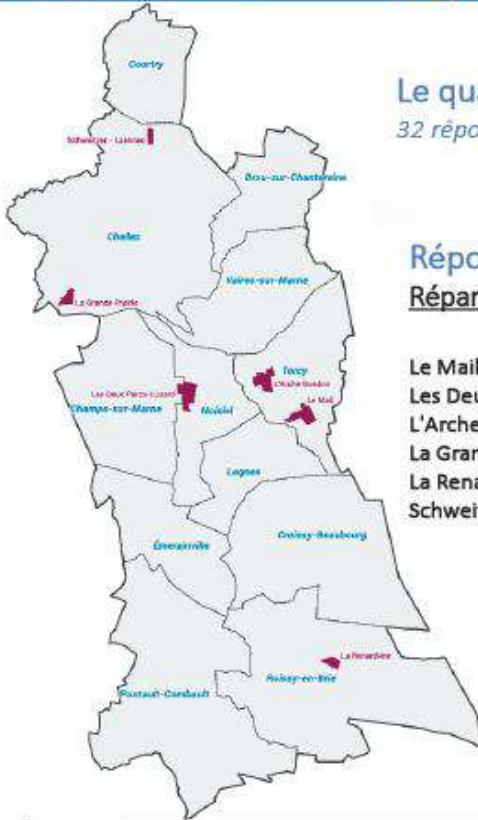 Courtry
Schweitzer - Laennec
Brou-sur-Chantereine
Chelles
Vaires-sur-Marne
La Grande Prairie
Torcy
L'Arche Guédon
Les Deux Parcs-Luzard
Le Mail
Champs-sur-Marne
Noisiel
Lognes
Croissy-Beaubourg
Émerainville
La Renardière
Roissy-en-Brie
Pontault-Combault
Le qua
32 répo
Répo
Répar
Le Mail
Les Deu
L'Arche
La Gran
La Rena
Schwei